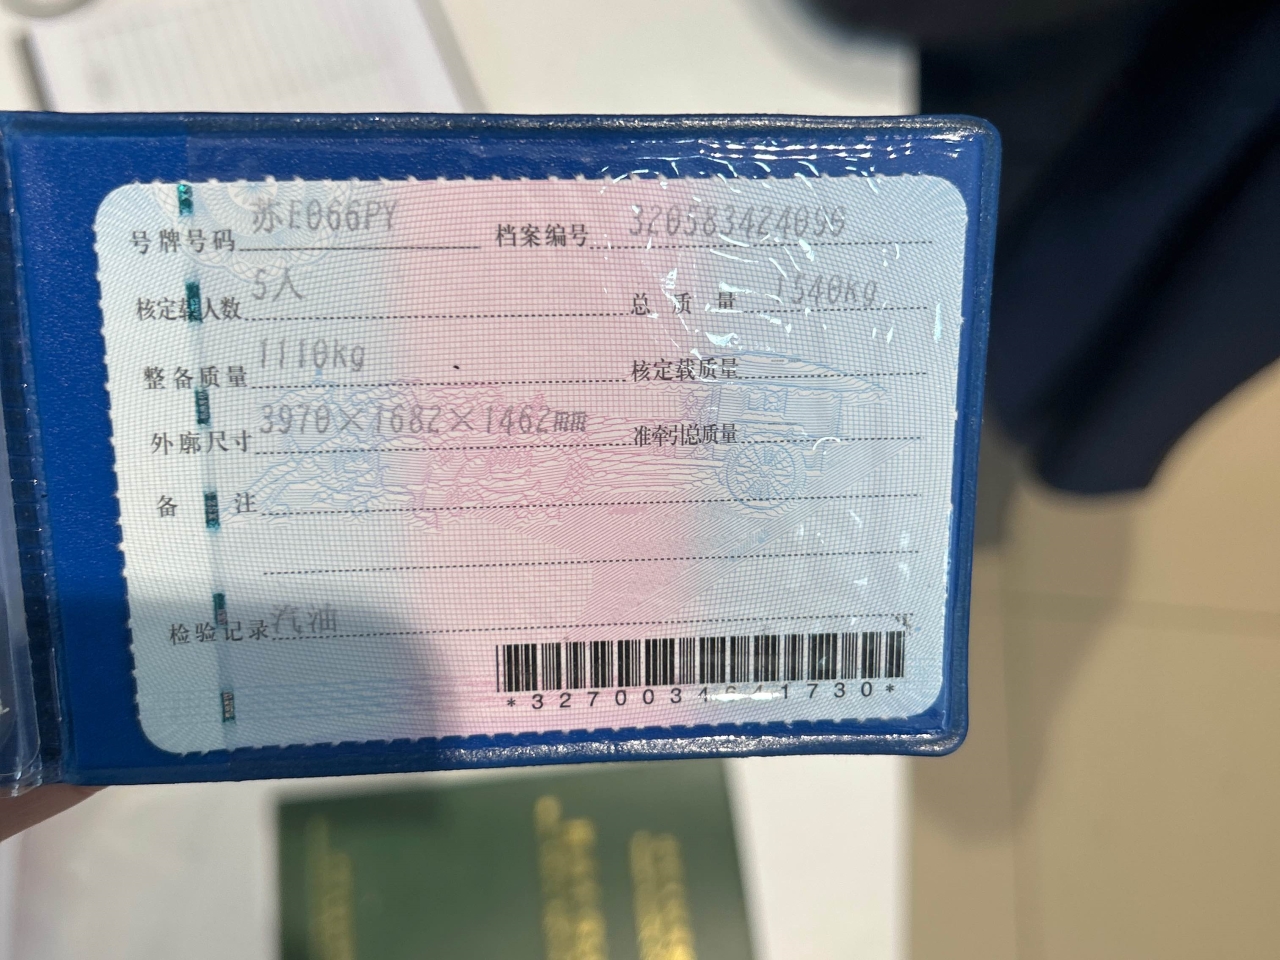 号牌号码 苏E066PY 档案编号 320583424099
核定载人数 5人 总质量 1540kg
整备质量 1110kg 核定载质量
外廓尺寸 3970×1682×1462mm 准牵引总质量
备注
检验记录 汽油
*3270034641730*